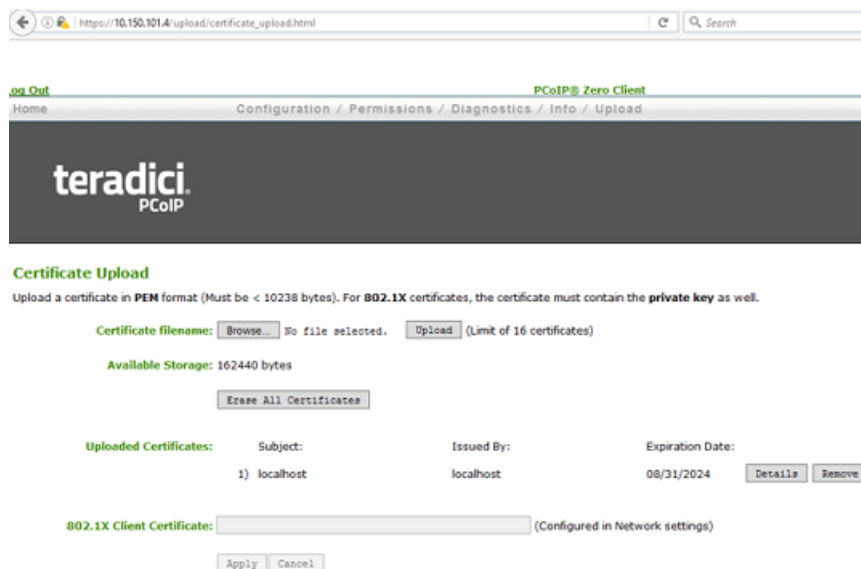 https://10.150.101.4/upload/certificate_upload.html
Search
og Out
PCoIP® Zero Client
Home
Configuration / Permissions / Diagnostics / Info / Upload
teradici.
PCoIP
Certificate Upload
Upload a certificate in PEM format (Must be < 10238 bytes). For 802.1X certificates, the certificate must contain the private key as well.
Certificate filename: Browse... No file selected. Upload (Limit of 16 certificates)
Available Storage: 162440 bytes
Erase All Certificates
Uploaded Certificates: Subject: Issued By: Expiration Date:
1) localhost localhost 08/31/2024 Details Remove
802.1X Client Certificate: (Configured in Network settings)
Apply Cancel